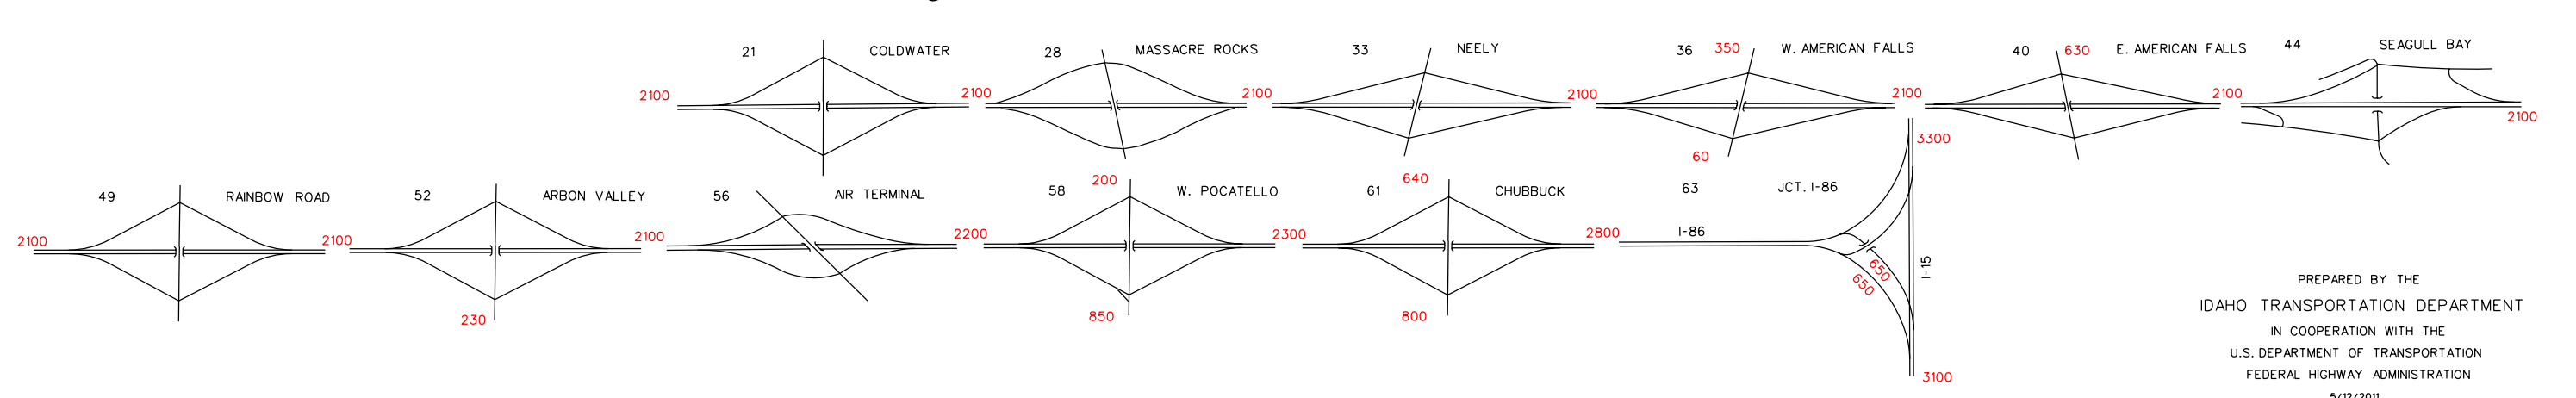 21 COLDWATER
2100
28 MASSACRE ROCKS
2100
33 NEELY
2100
36 350 W. AMERICAN FALLS
2100
60
40 630 E. AMERICAN FALLS
2100
44 SEAGULL BAY
2100
2100
49 RAINBOW ROAD
2100
52 ARBON VALLEY
2100
230
56 AIR TERMINAL
2100
58 200 W. POCATELLO
2200
850
61 640 CHUBBUCK
2300
800
63 JCT. I-86
2800
I-86
3300
650
650
I-15
3100
PREPARED BY THE
IDAHO TRANSPORTATION DEPARTMENT
IN COOPERATION WITH THE
U.S. DEPARTMENT OF TRANSPORTATION
FEDERAL HIGHWAY ADMINISTRATION
5/12/2011